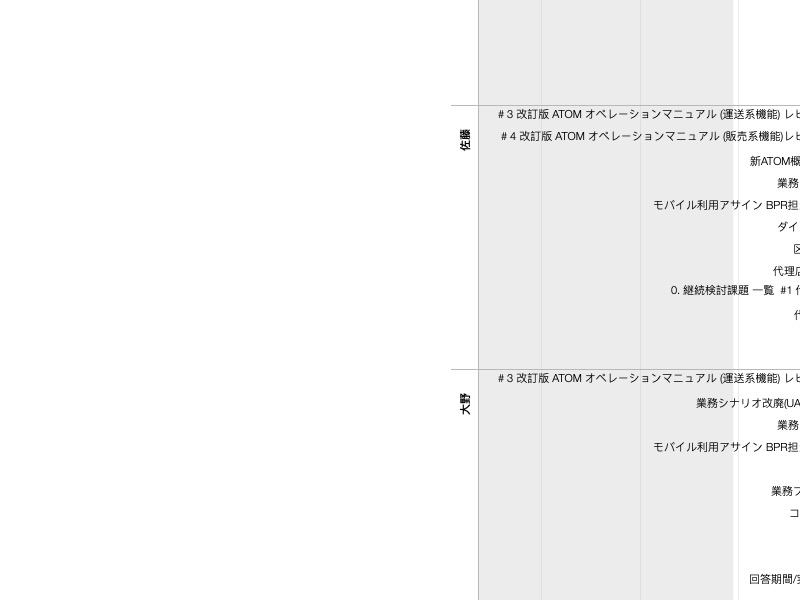 佐藤
# 3 改訂版 ATOM オペレーションマニュアル (運送系機能) レビ
# 4 改訂版 ATOM オペレーションマニュアル (販売系機能)レビ
新ATOM概
業務
モバイル利用アサイン BPR担
ダイ
区
代理店
0. 継続検討課題 一覧 #1 代
代
大野
# 3 改訂版 ATOM オペレーションマニュアル (運送系機能) レビ
業務シナリオ改廃(UA
業務
モバイル利用アサイン BPR担
業務フ
コ
回答期間/実